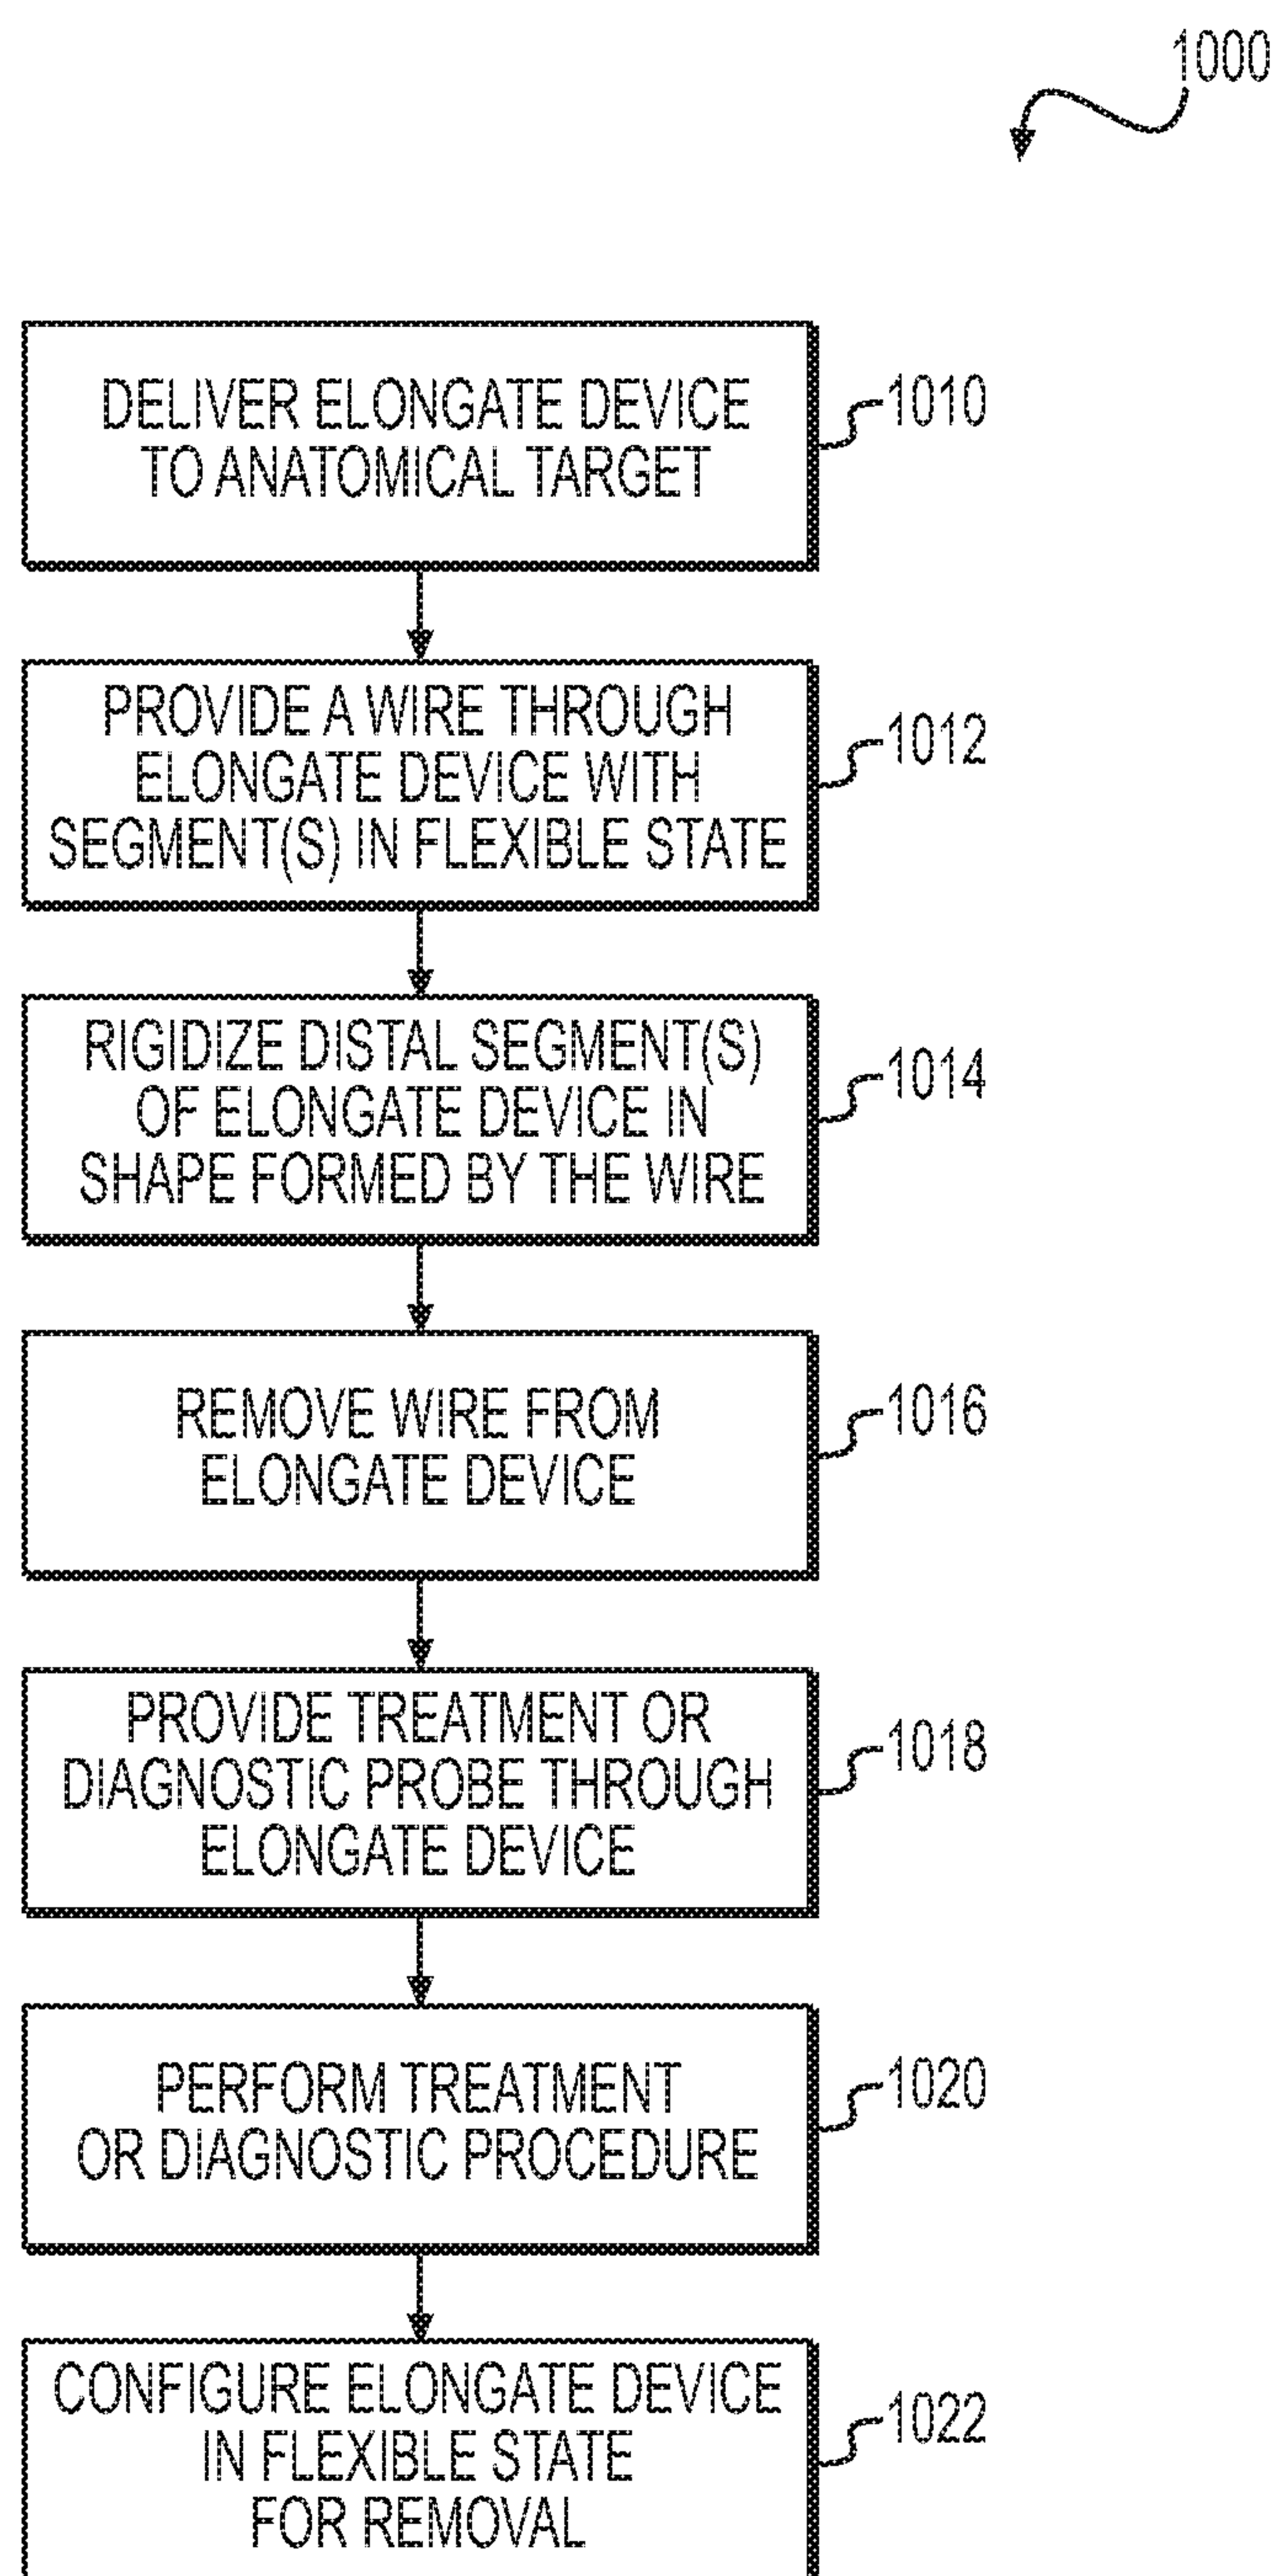 1000
DELIVER ELONGATE DEVICE
TO ANATOMICAL TARGET
1010
PROVIDE A WIRE THROUGH
ELONGATE DEVICE WITH
SEGMENT(S) IN FLEXIBLE STATE
1012
RIGIDIZE DISTAL SEGMENT(S)
OF ELONGATE DEVICE IN
SHAPE FORMED BY THE WIRE
1014
REMOVE WIRE FROM
ELONGATE DEVICE
1016
PROVIDE TREATMENT OR
DIAGNOSTIC PROBE THROUGH
ELONGATE DEVICE
1018
PERFORM TREATMENT
OR DIAGNOSTIC PROCEDURE
1020
CONFIGURE ELONGATE DEVICE
IN FLEXIBLE STATE
FOR REMOVAL
1022